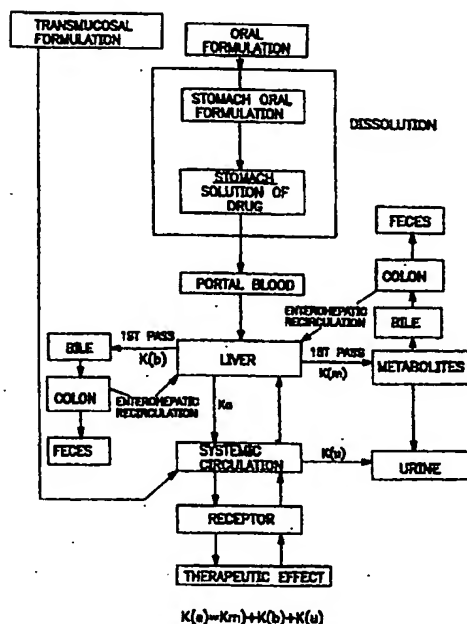 TRANSMUCOSAL
FORMULATION
ORAL
FORMULATION
STOMACH ORAL
FORMULATION
DISSOLUTION
STOMACH
SOLUTION OF
DRUG
FECES
COLON
PORTAL BLOOD
ENTEROHEPATIC
RECIRCULATION
BILE
1ST PASS
K(b)
BILE
LIVER
1ST PASS
K(m)
METABOLITES
COLON
ENTEROHEPATIC
RECIRCULATION
Ka
FECES
SYSTEMIC
CIRCULATION
K(u)
URINE
RECEPTOR
THERAPEUTIC EFFECT
K(e)=Km)+K(b)+K(u)